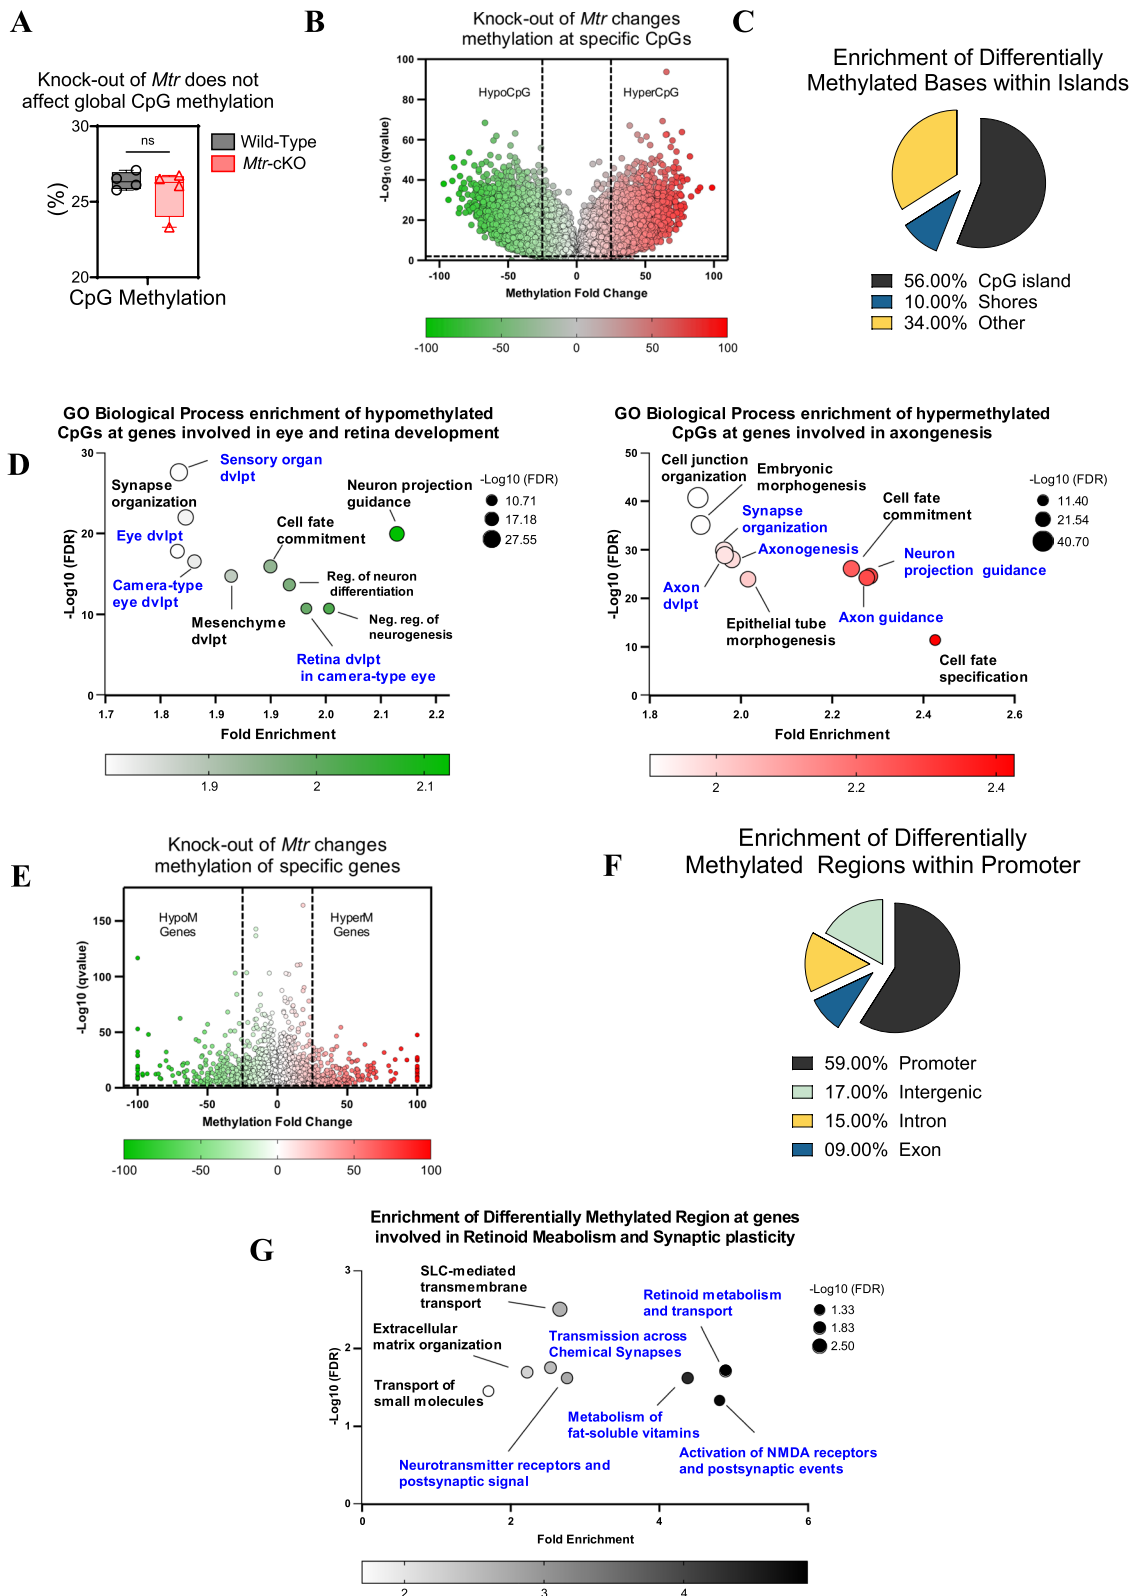 A
Knock-out of Mtr does not
affect global CpG methylation
30
25
20
(%)
ns
Wild-Type
Mtr-cKO
CpG Methylation
B
Knock-out of Mtr changes
methylation at specific CpGs
100
80
60
40
20
0
-Log10 (qvalue)
HypoCpG
HyperCpG
-100 -50 0 50 100
Methylation Fold Change
-100 -50 0 50 100
C
Enrichment of Differentially
Methylated Bases within Islands
56.00% CpG island
10.00% Shores
34.00% Other
D
GO Biological Process enrichment of hypomethylated
CpGs at genes involved in eye and retina development
30
20
10
0
-Log10 (FDR)
Sensory organ
dvlpt
Synapse
organization
Eye dvlpt
Camera-type
eye dvlpt
Mesenchyme
dvlpt
Cell fate
commitment
Neuron projection
guidance
Reg. of neuron
differentiation
Neg. reg. of
neurogenesis
Retina dvlpt
in camera-type eye
-Log10 (FDR)
10.71
17.18
27.55
1.7 1.8 1.9 1.9 2.0 2.1 2.2
Fold Enrichment
1.9 2 2.1
GO Biological Process enrichment of hypermethylated
CpGs at genes involved in axongenesis
50
40
30
20
10
0
-Log10 (FDR)
Cell junction
organization
Embryonic
morphogenesis
Synapse
organization
Axonogenesis
Axon
dvlpt
Epithelial tube
morphogenesis
Cell fate
commitment
Neuron
projection guidance
Axon guidance
Cell fate
specification
-Log10 (FDR)
11.40
21.54
40.70
1.8 2.0 2.2 2.4 2.6
Fold Enrichment
2 2.2 2.4
E
Knock-out of Mtr changes
methylation of specific genes
150
100
50
0
-Log10 (qvalue)
HypoM
Genes
HyperM
Genes
-100 -50 0 50 100
Methylation Fold Change
-100 -50 0 50 100
F
Enrichment of Differentially
Methylated Regions within Promoter
59.00% Promoter
17.00% Intergenic
15.00% Intron
09.00% Exon
G
Enrichment of Differentially Methylated Region at genes
involved in Retinoid Meabolism and Synaptic plasticity
3
2
1
0
-Log10 (FDR)
SLC-mediated
transmembrane
transport
Extracellular
matrix organization
Transport of
small molecules
Transmission across
Chemical Synapses
Retinoid metabolism
and transport
Metabolism of
fat-soluble vitamins
Neurotransmitter receptors and
postsynaptic signal
Activation of NMDA receptors
and postsynaptic events
-Log10 (FDR)
1.33
1.83
2.50
0 2 4 6
Fold Enrichment
2 3 4